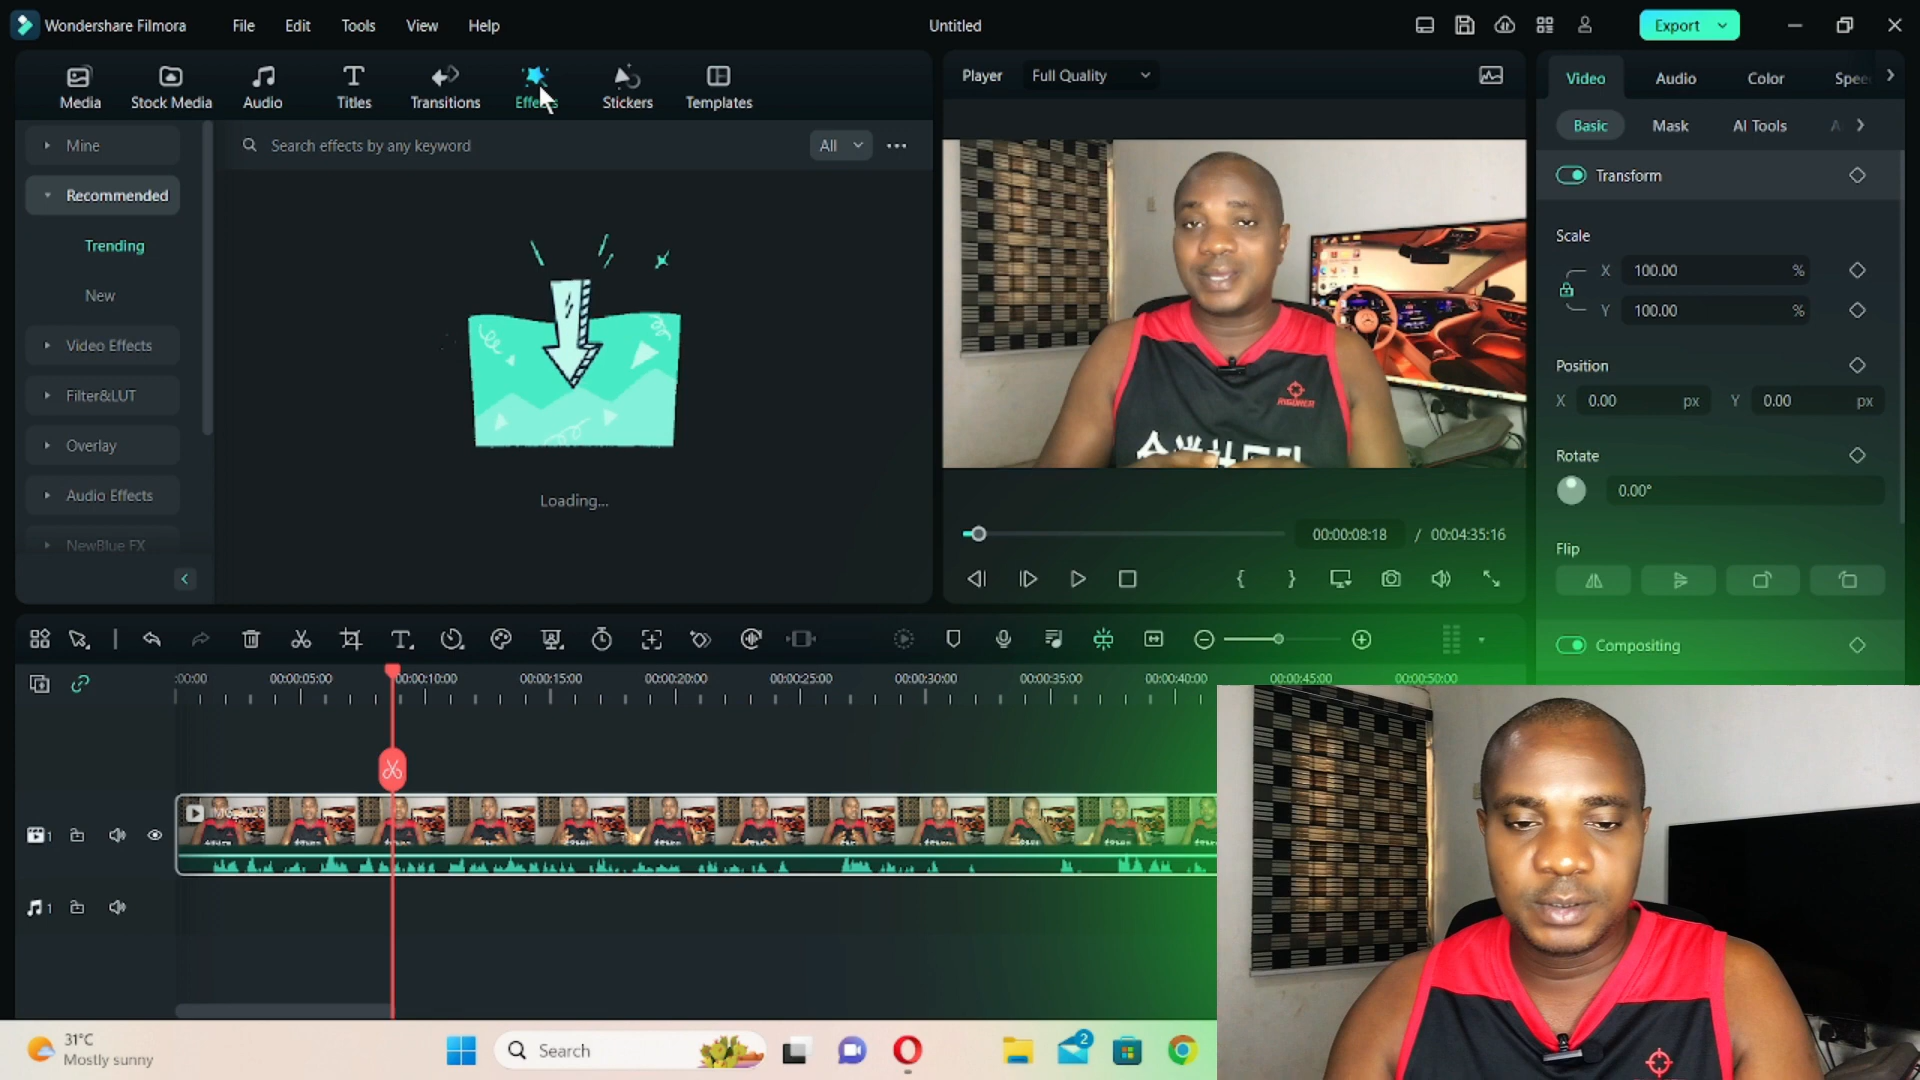 Wondershare Filmora
File
Edit
Tools
View
Help
Untitled
Export
Media
Stock Media
Audio
Titles
Transitions
Effects
Stickers
Templates
Player
Full Quality
Video
Audio
Color
Spee
Mine
Search effects by any keyword
All
Basic
Mask
AI Tools
A
Recommended
Transform
Trending
Scale
New
X 100.00 %
Y 100.00 %
Video Effects
Position
Filter&LUT
X 0.00 px Y 0.00 px
RIGORER
Overlay
Rotate
Audio Effects
0.00°
Loading...
NewBlue FX
00:00:08:18 / 00:04:35:16
Flip
Compositing
:00:00
00:00:05:00
00:00:10:00
00:00:15:00
00:00:20:00
00:00:25:00
00:00:30:00
00:00:35:00
00:00:40:00
00:00:45:00
00:00:50:00
1
1
31°C
Mostly sunny
Search
2